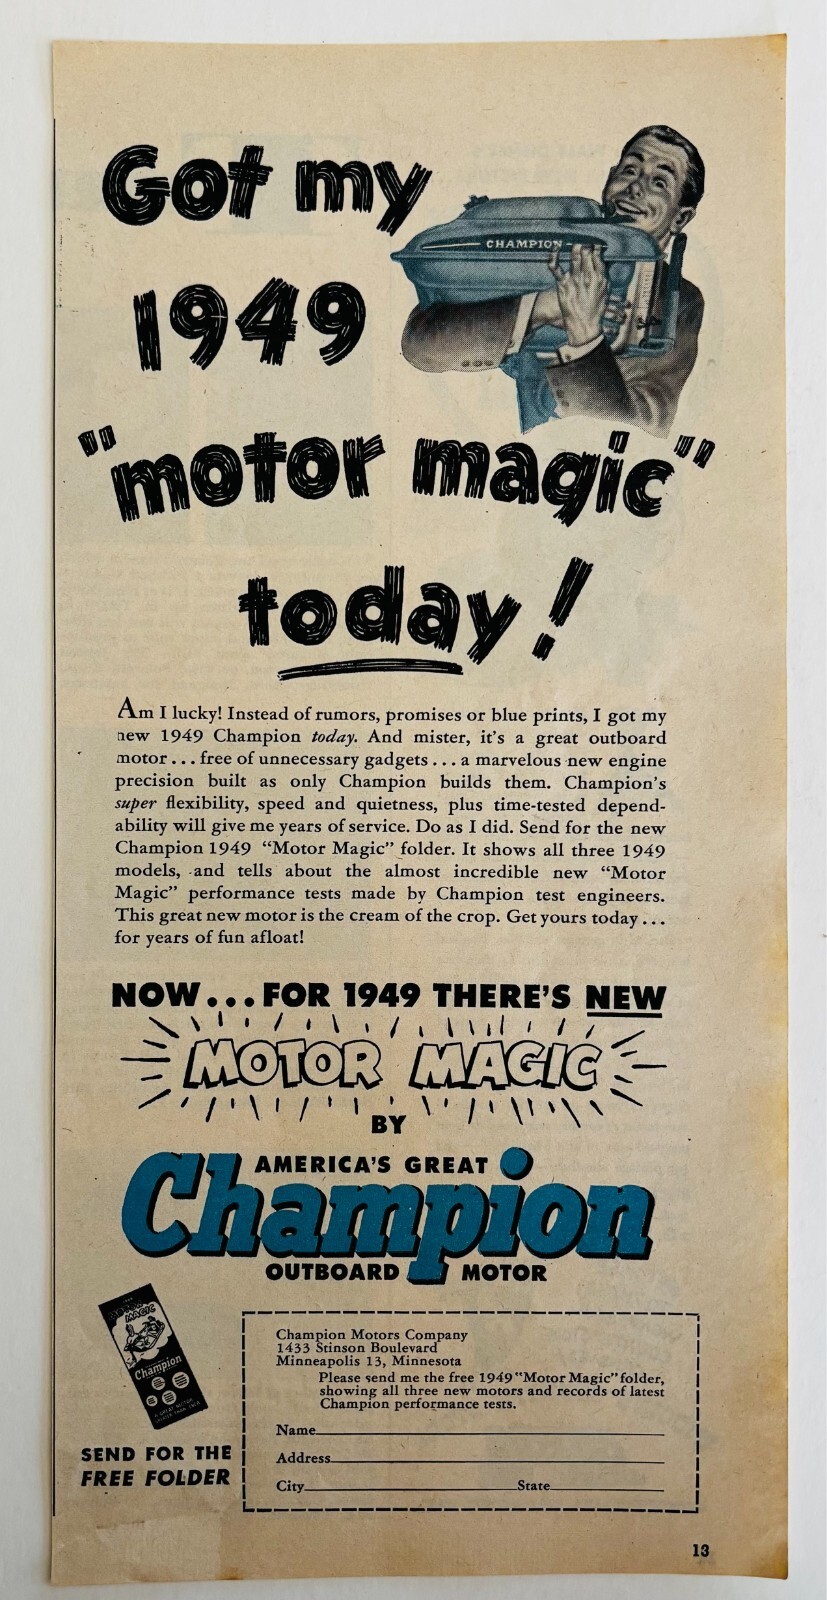 Got my
CHAMPION
1949
"motor magic"
today!
Am I lucky! Instead of rumors, promises or blue prints, I got my
new 1949 Champion today. And mister, it's a great outboard
motor... free of unnecessary gadgets... a marvelous new engine
precision built as only Champion builds them. Champion's
super flexibility, speed and quietness, plus time-tested depend-
ability will give me years of service. Do as I did. Send for the new
Champion 1949 "Motor Magic" folder. It shows all three 1949
models, and tells about the almost incredible new "Motor
Magic" performance tests made by Champion test engineers.
This great new motor is the cream of the crop. Get yours today...
for years of fun afloat!
NOW...FOR 1949 THERE'S NEW
MOTOR MAGIC
BY
AMERICA'S GREAT
Champion
OUTBOARD MOTOR
MAGIC
Champion
SEND FOR THE
FREE FOLDER
Champion Motors Company
1433 Stinson Boulevard
Minneapolis 13, Minnesota
Please send me the free 1949 "Motor Magic" folder,
showing all three new motors and records of latest
Champion performance tests.
Name
Address
City State
13